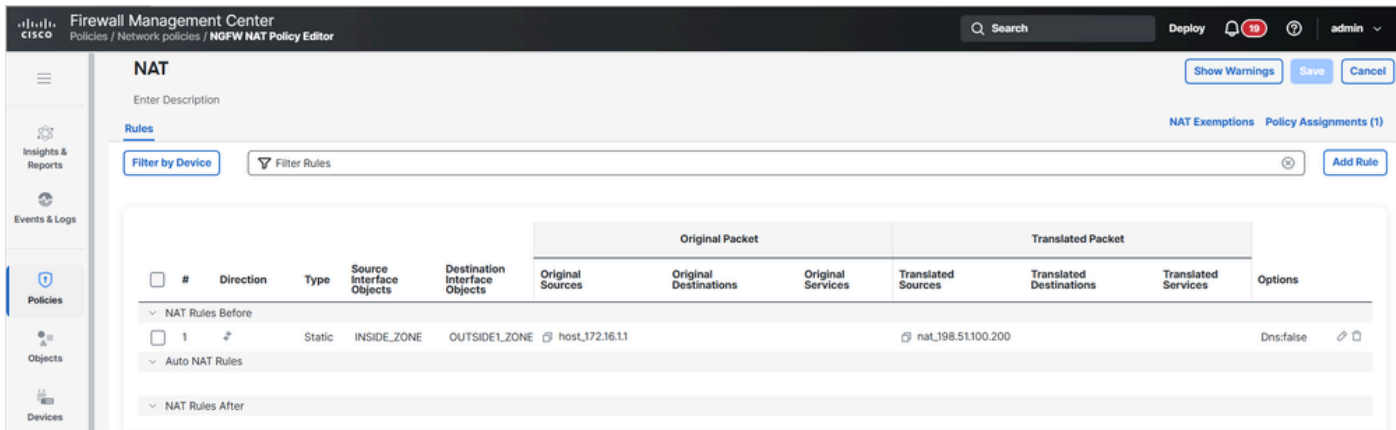 Firewall Management Center
CISCO
Policies / Network policies / NGFW NAT Policy Editor
Search
Deploy
19
admin
NAT
Show Warnings
Save
Cancel
Enter Description
Rules
NAT Exemptions
Policy Assignments (1)
Insights & Reports
Filter by Device
Filter Rules
Add Rule
Events & Logs
Original Packet
Translated Packet
# Direction Type Source Interface Objects Destination Interface Objects Original Sources Original Destinations Original Services Translated Sources Translated Destinations Translated Services Options
Policies
NAT Rules Before
1 Static INSIDE_ZONE OUTSIDE1_ZONE host_172.16.1.1 nat_198.51.100.200 Dns:false
Objects
Auto NAT Rules
NAT Rules After
Devices